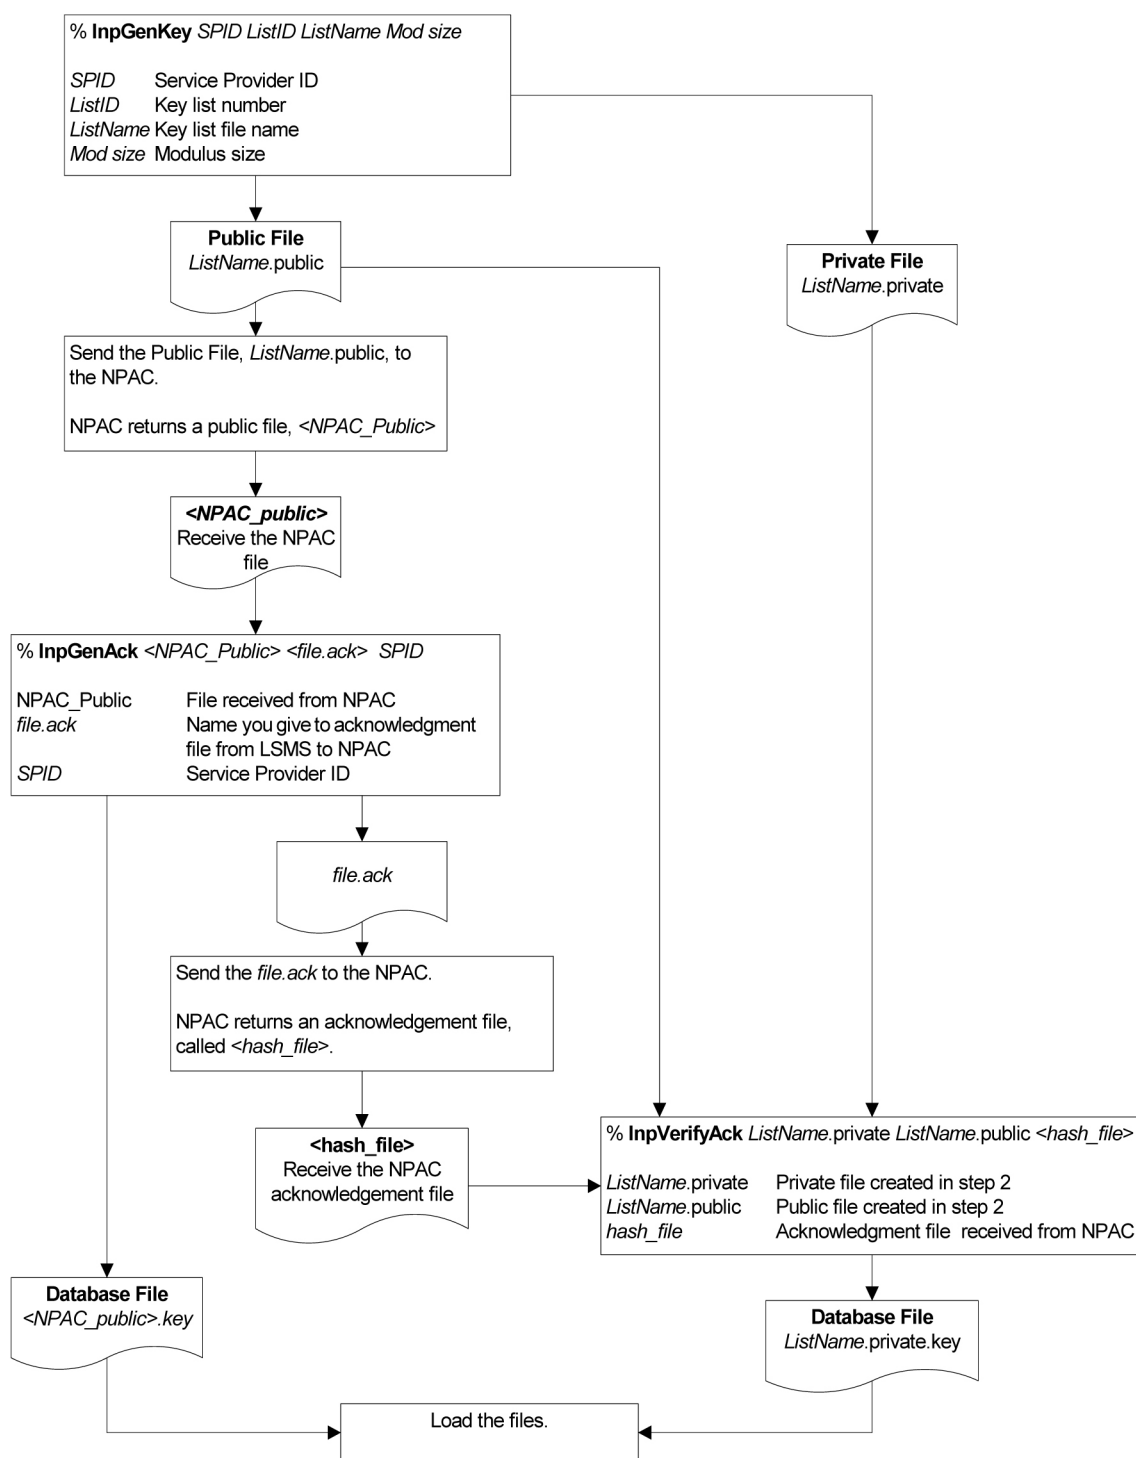 % InpGenKey SPID ListID ListName Mod size
SPID Service Provider ID
ListID Key list number
ListName Key list file name
Mod size Modulus size
Public File
ListName.public
Private File
ListName.private
Send the Public File, ListName.public, to
the NPAC.
NPAC returns a public file, <NPAC_Public>
<NPAC_public>
Receive the NPAC
file
% InpGenAck <NPAC_Public> <file.ack> SPID
NPAC_Public File received from NPAC
file.ack Name you give to acknowledgment
file from LSMS to NPAC
SPID Service Provider ID
file.ack
Send the file.ack to the NPAC.
NPAC returns an acknowledgement file,
called <hash_file>.
<hash_file>
Receive the NPAC
acknowledgement file
% InpVerifyAck ListName.private ListName.public <hash_file>
ListName.private Private file created in step 2
ListName.public Public file created in step 2
hash_file Acknowledgment file received from NPAC
Database File
<NPAC_public>.key
Database File
ListName.private.key
Load the files.